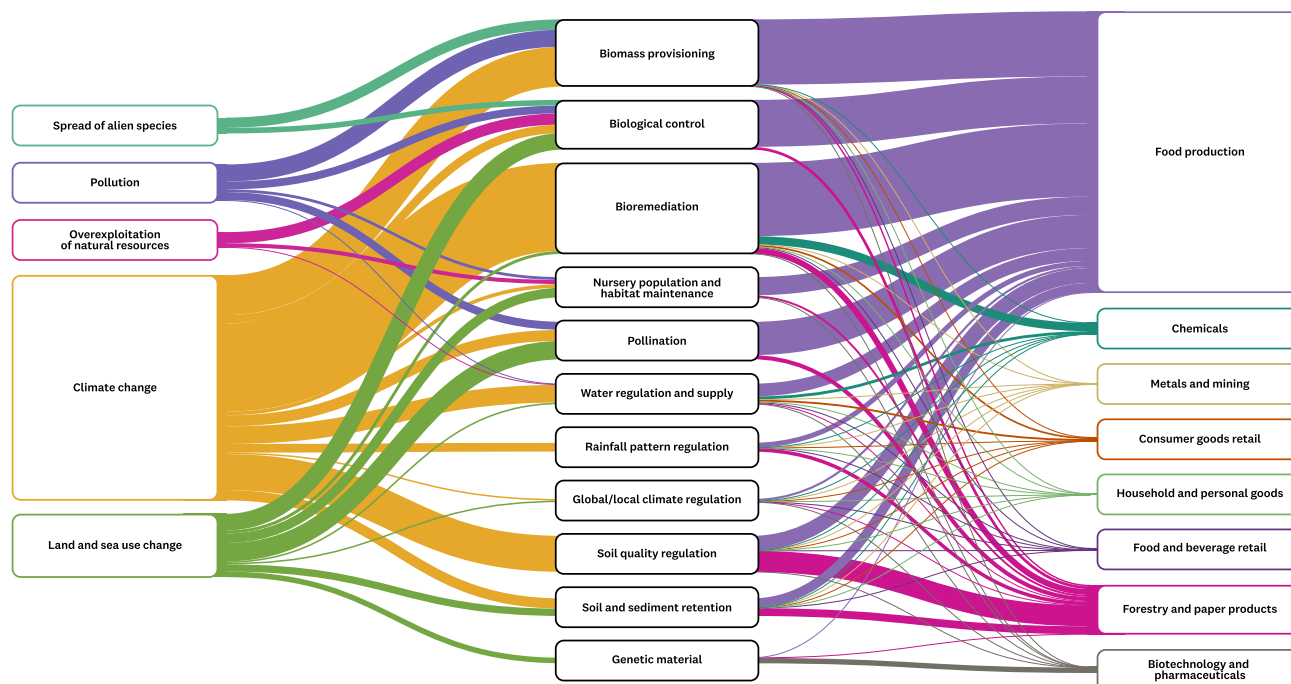 Spread of alien species
Pollution
Overexploitation
of natural resources
Climate change
Land and sea use change
Biomass provisioning
Biological control
Bioremediation
Nursery population and
habitat maintenance
Pollination
Water regulation and supply
Rainfall pattern regulation
Global/local climate regulation
Soil quality regulation
Soil and sediment retention
Genetic material
Food production
Chemicals
Metals and mining
Consumer goods retail
Household and personal goods
Food and beverage retail
Forestry and paper products
Biotechnology and
pharmaceuticals